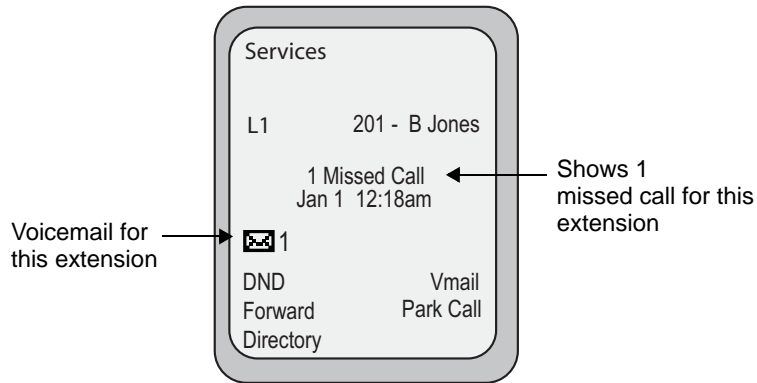 Services
L1 201 - B Jones
1 Missed Call
Jan 1 12:18am
1
DND Vmail
Forward Park Call
Directory
Voicemail for
this extension
Shows 1
missed call for this
extension